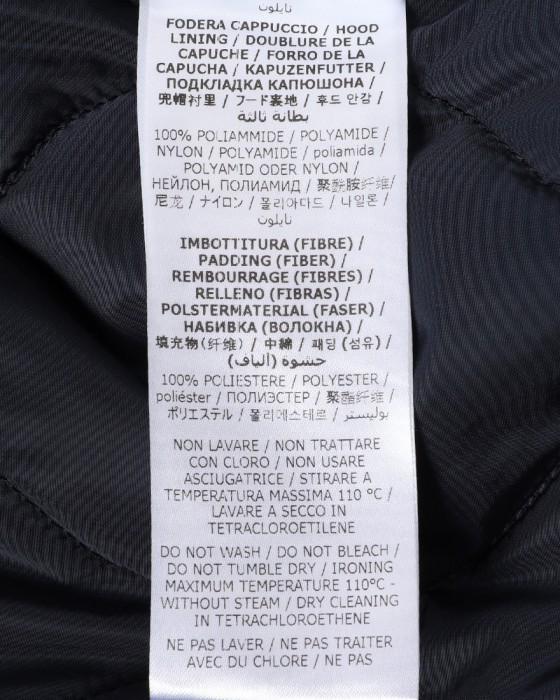 نايلون
FODERA CAPPUCCIO / HOOD
LINING / DOUBLURE DE LA
CAPUCHE / FORRO DE LA
CAPUCHA / KAPUZENFUTTER /
ПОДКЛАДКА КАПЮШОНА /
兜帽衬里 / フード裏地 / 후드 안감 /
بطانة ثالثة
100% POLIAMMIDE / POLYAMIDE /
NYLON / POLYAMIDE / poliamida /
POLYAMID ODER NYLON /
НЕЙЛОН, ПОЛИАМИД / 聚酰胺纤维/
尼龙 / ナイロン / 폴리아마드 / 나일론 /
نايلون
IMBOTTITURA (FIBRE) /
PADDING (FIBER) /
REMBOURRAGE (FIBRES) /
RELLENO (FIBRAS) /
POLSTERMATERIAL (FASER) /
НАБИВКА (ВОЛОКНА) /
填充物(纤维) / 中綿 / 패딩 (섬유) /
حشوة (ألياف)
100% POLIESTERE / POLYESTER /
poliéster / ПОЛИЭСТЕР / 聚酯纤维 /
ポリエステル / 폴리에스테르 / بوليستر
NON LAVARE / NON TRATTARE
CON CLORO / NON USARE
ASCIUGATRICE / STIRARE A
TEMPERATURA MASSIMA 110 °C /
LAVARE A SECCO IN
TETRACLOROETILENE
DO NOT WASH / DO NOT BLEACH /
DO NOT TUMBLE DRY / IRONING
MAXIMUM TEMPERATURE 110°C -
WITHOUT STEAM / DRY CLEANING
IN TETRACHLOROETHENE
NE PAS LAVER / NE PAS TRAITER
AVEC DU CHLORE / NE PAS